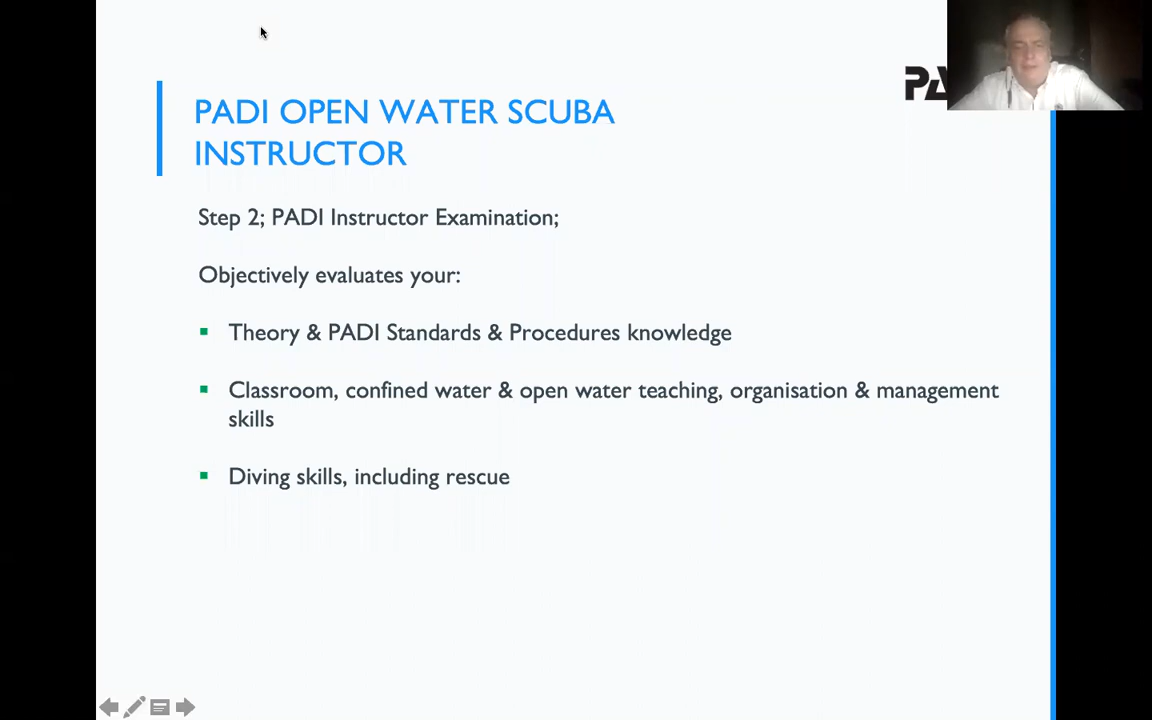 PADI OPEN WATER SCUBA
INSTRUCTOR
Step 2; PADI Instructor Examination;
Objectively evaluates your:
Theory & PADI Standards & Procedures knowledge
Classroom, confined water & open water teaching, organisation & management
skills
Diving skills, including rescue